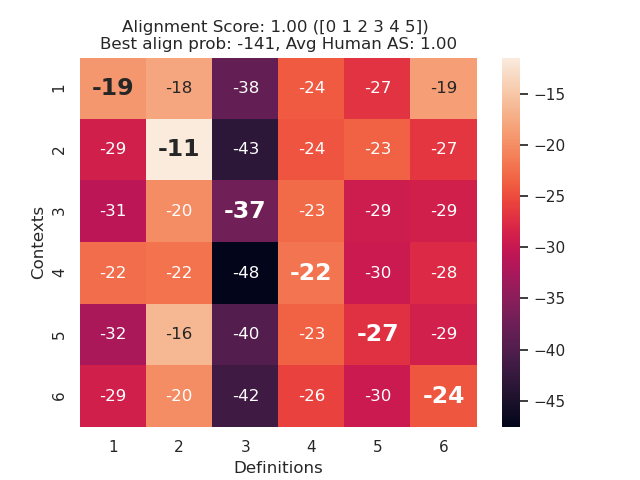 Alignment Score: 1.00 ([0 1 2 3 4 5])
Best align prob: -141, Avg Human AS: 1.00
Contexts
1 -19 -18 -38 -24 -27 -19
2 -29 -11 -43 -24 -23 -27
3 -31 -20 -37 -23 -29 -29
4 -22 -22 -48 -22 -30 -28
5 -32 -16 -40 -23 -27 -29
6 -29 -20 -42 -26 -30 -24
1 2 3 4 5 6
Definitions
−15
−20
−25
−30
−35
−40
−45